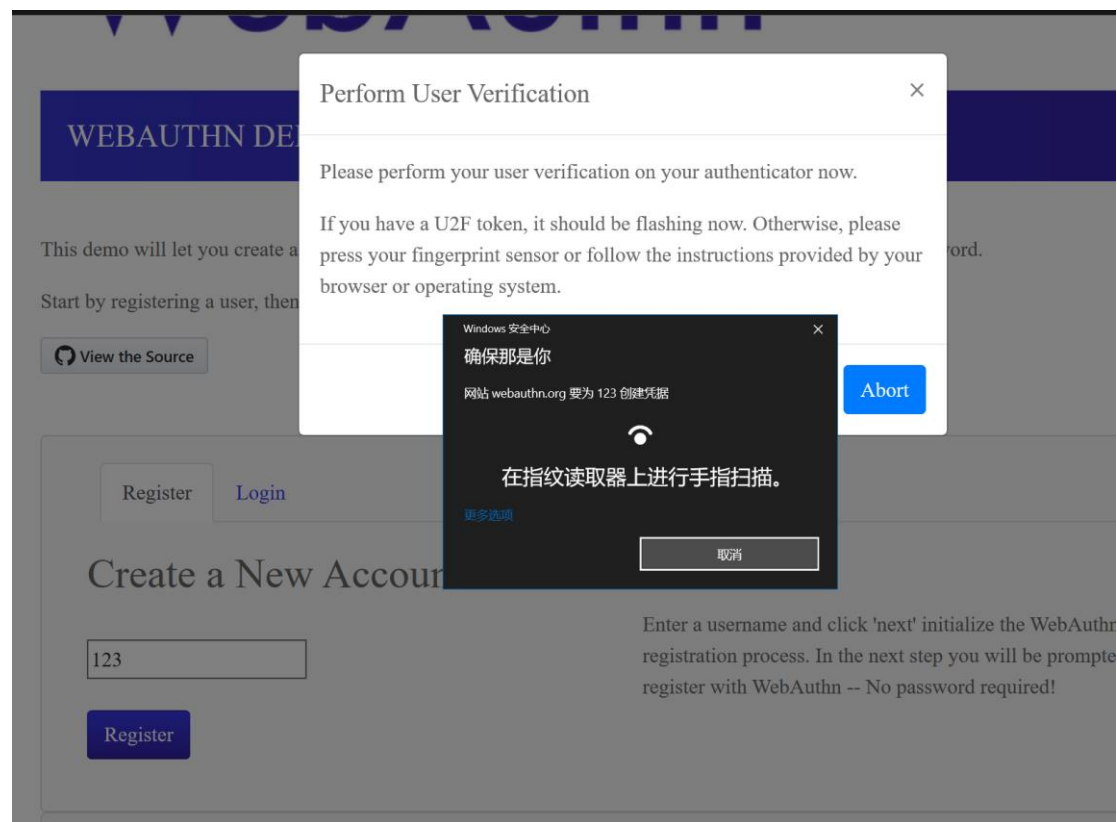 WebAuthn
Perform User Verification
WEBAUTHN DE
Please perform your user verification on your authenticator now.
If you have a U2F token, it should be flashing now. Otherwise, please
press your fingerprint sensor or follow the instructions provided by your
browser or operating system.
This demo will let you create a
ord.
Start by registering a user, then
View the Source
Windows 安全中心
确保那是你
网站 webauthn.org 要为 123 创建凭据
在指纹读取器上进行手指扫描。
更多选项
取消
Abort
Register
Login
Create a New Accour
123
Register
Enter a username and click 'next' initialize the WebAuthn
registration process. In the next step you will be prompte
register with WebAuthn -- No password required!